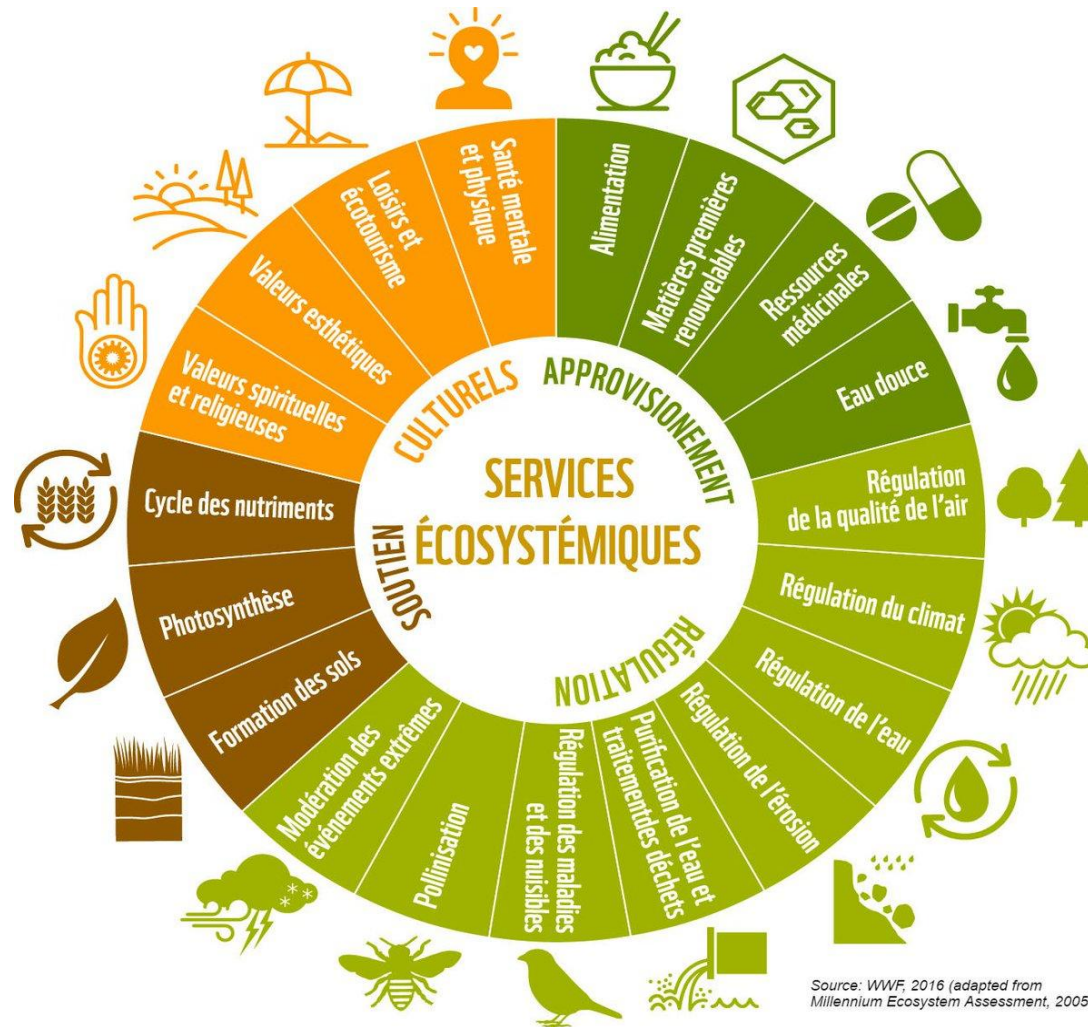 SERVICES
ÉCOSYSTÉMIQUES
APPROVISIONEMENT
Alimentation
Matières premières
renouvelables
Ressources
médicinales
Eau douce
RÉGULATION
Régulation
de la qualité de l'air
Régulation du climat
Régulation de l'eau
Régulation de l'érosion
Purification de l'eau et
traitementdes déchets
Régulation des maladies
et des nuisibles
Pollinisation
Modération des
événements extrêmes
SOUTIEN
Formation des sols
Photosynthèse
Cycle des nutriments
CULTURELS
Valeurs spirituelles
et religieuses
Valeurs esthétiques
Loisirs et
écotourisme
Santé mentale
et physique
Source: WWF, 2016 (adapted from
Millennium Ecosystem Assessment, 2005